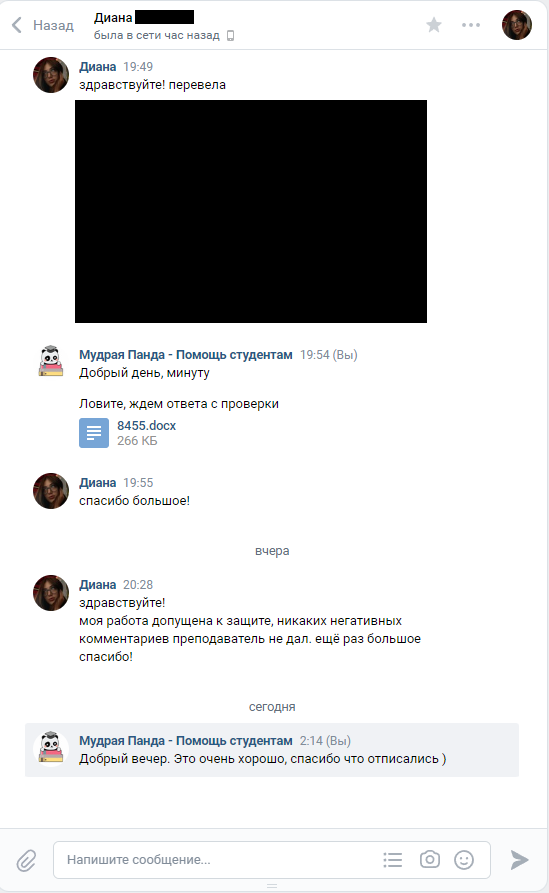 Назад
Диана
была в сети час назад
Диана 19:49
здравствуйте! перевела
Мудрая Панда - Помощь студентам 19:54 (Вы)
Добрый день, минуту
Ловите, ждем ответа с проверки
8455.docx
266 КБ
Диана 19:55
спасибо большое!
вчера
Диана 20:28
здравствуйте!
моя работа допущена к защите, никаких негативных
комментариев преподаватель не дал. ещё раз большое
спасибо!
сегодня
Мудрая Панда - Помощь студентам 2:14 (Вы)
Добрый вечер. Это очень хорошо, спасибо что отписались )
Напишите сообщение...